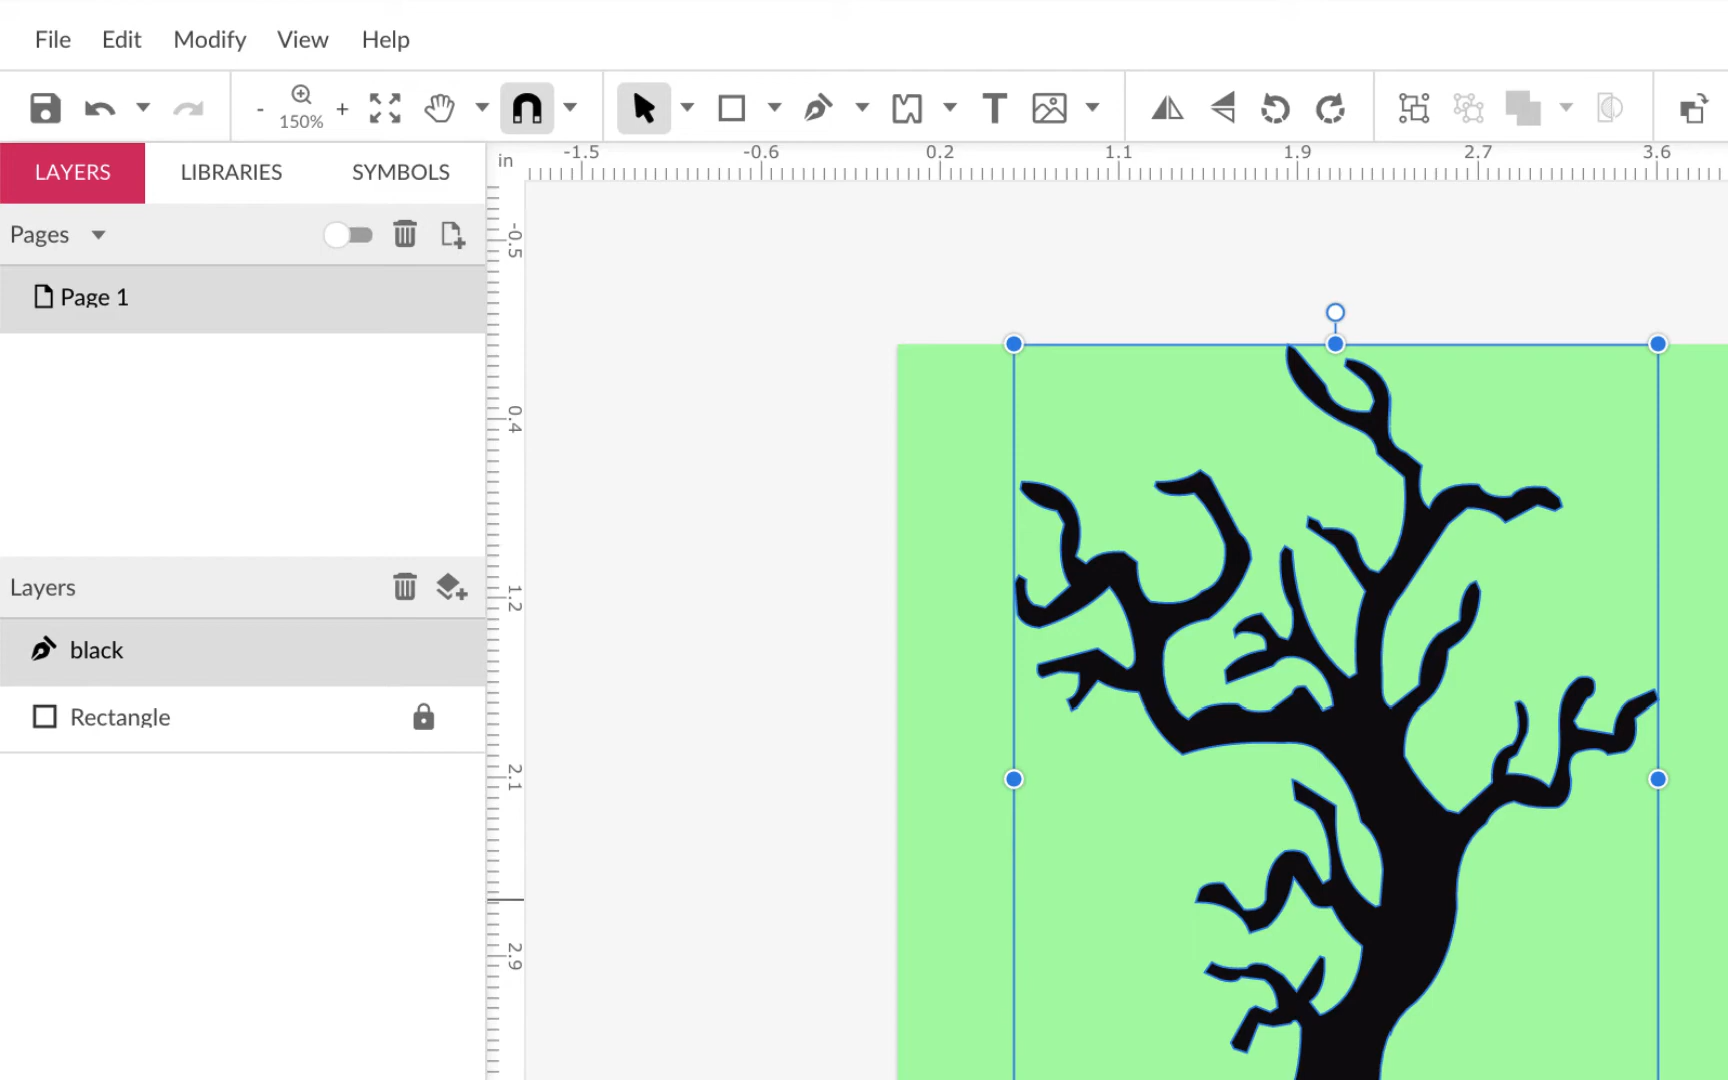 File Edit Modify View Help
- 150% + T
LAYERS LIBRARIES SYMBOLS
in -1.5 -0.6 0.2 1.1 1.9 2.7 3.6
Pages
Page 1
-0.5
0.4
1.2
2.1
2.9
Layers
black
Rectangle